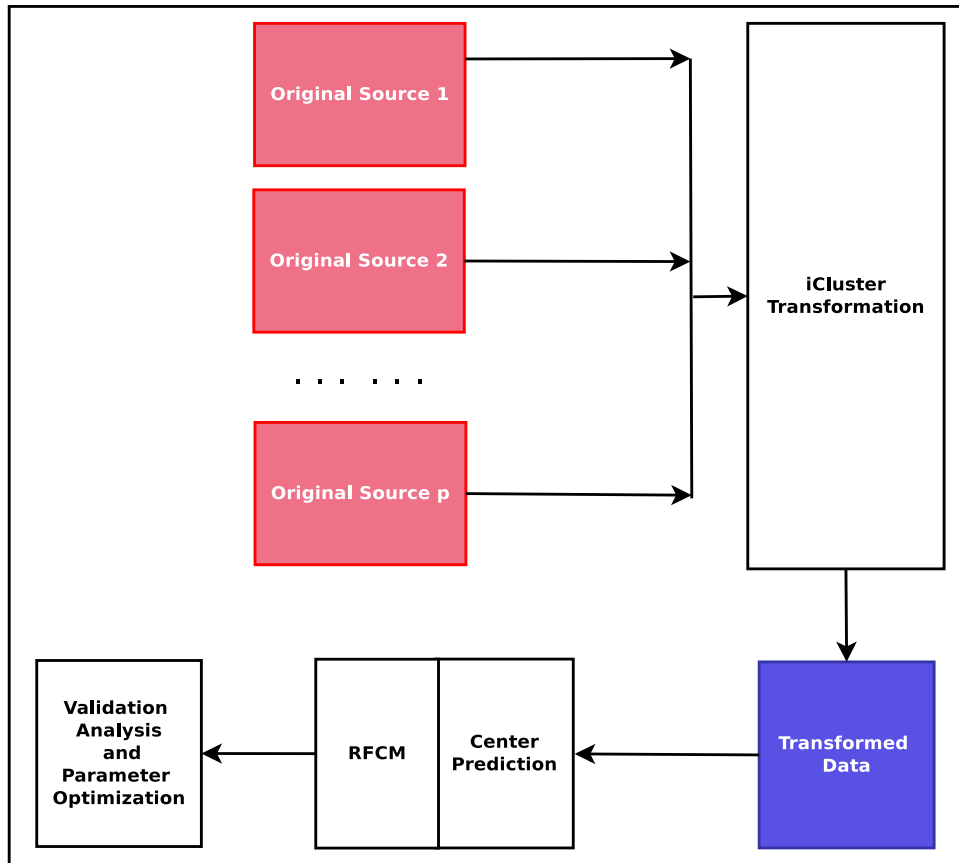 Original Source 1
Original Source 2
. . . . . .
Original Source p
iCluster
Transformation
Transformed
Data
Center
Prediction
RFCM
Validation
Analysis
and
Parameter
Optimization